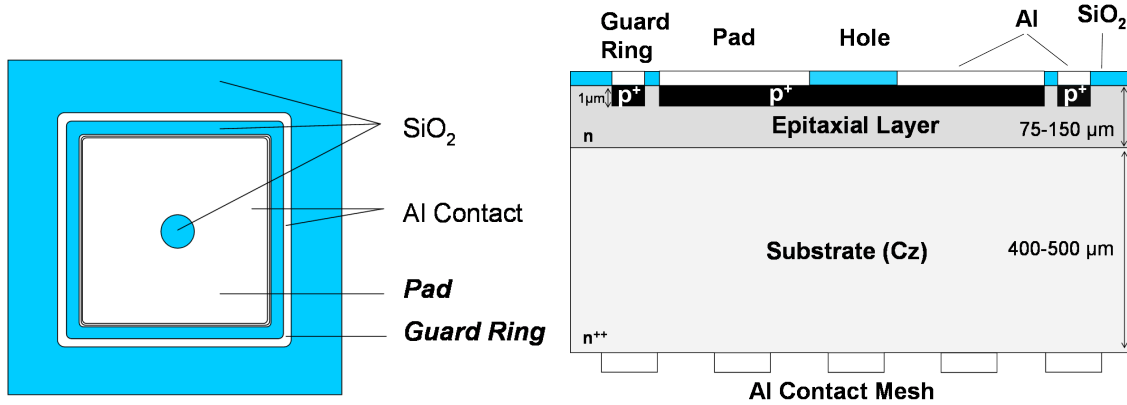 SiO2
Al Contact
Pad
Guard Ring
Guard
Ring
Pad
Hole
Al
SiO2
1μm
p+
p+
p+
n
Epitaxial Layer
75-150 μm
Substrate (Cz)
400-500 μm
n++
Al Contact Mesh